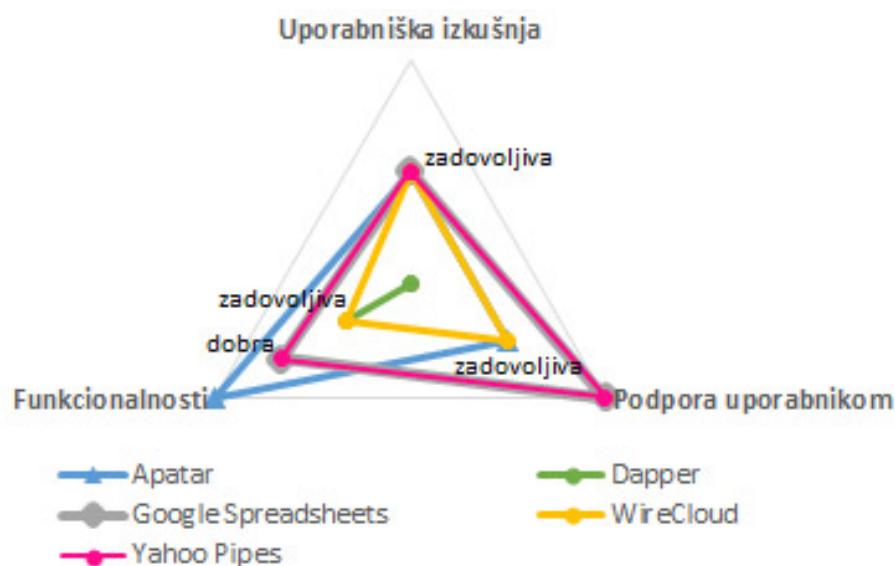 Uporabniška izkušnja
zadovoljiva
zadovoljiva
dobra
zadovoljiva
Funkcionalnosti
Podpora uporabnikom
Apatar
Dapper
Google Spreadsheets
WireCloud
Yahoo Pipes